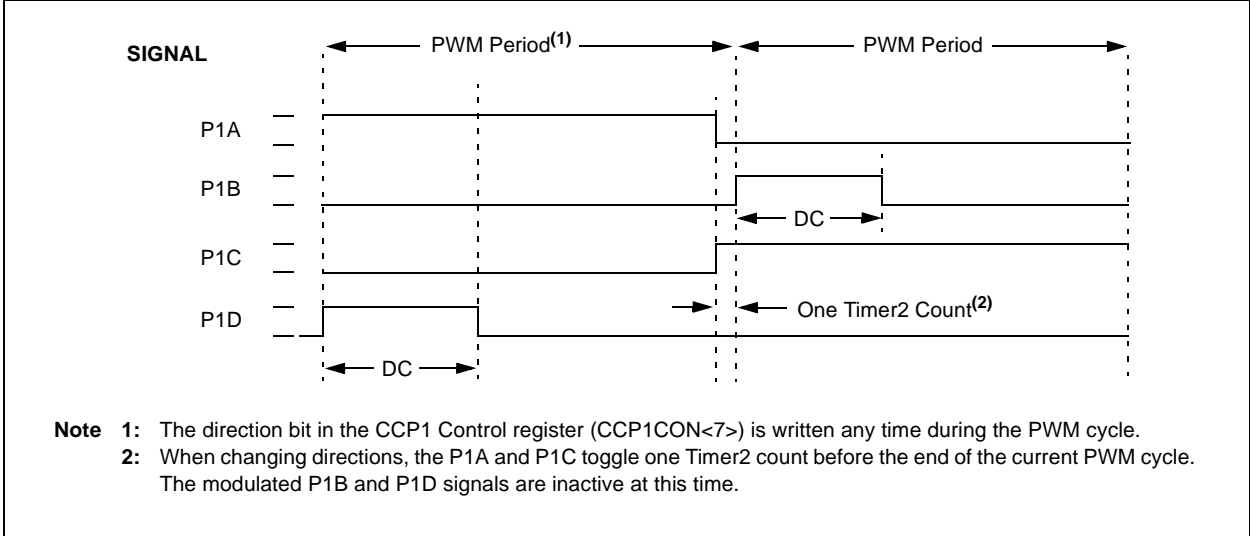 SIGNAL
PWM Period(1)
PWM Period
P1A
P1B
DC
P1C
One Timer2 Count(2)
P1D
DC
Note 1: The direction bit in the CCP1 Control register (CCP1CON<7>) is written any time during the PWM cycle.
2: When changing directions, the P1A and P1C toggle one Timer2 count before the end of the current PWM cycle.
The modulated P1B and P1D signals are inactive at this time.